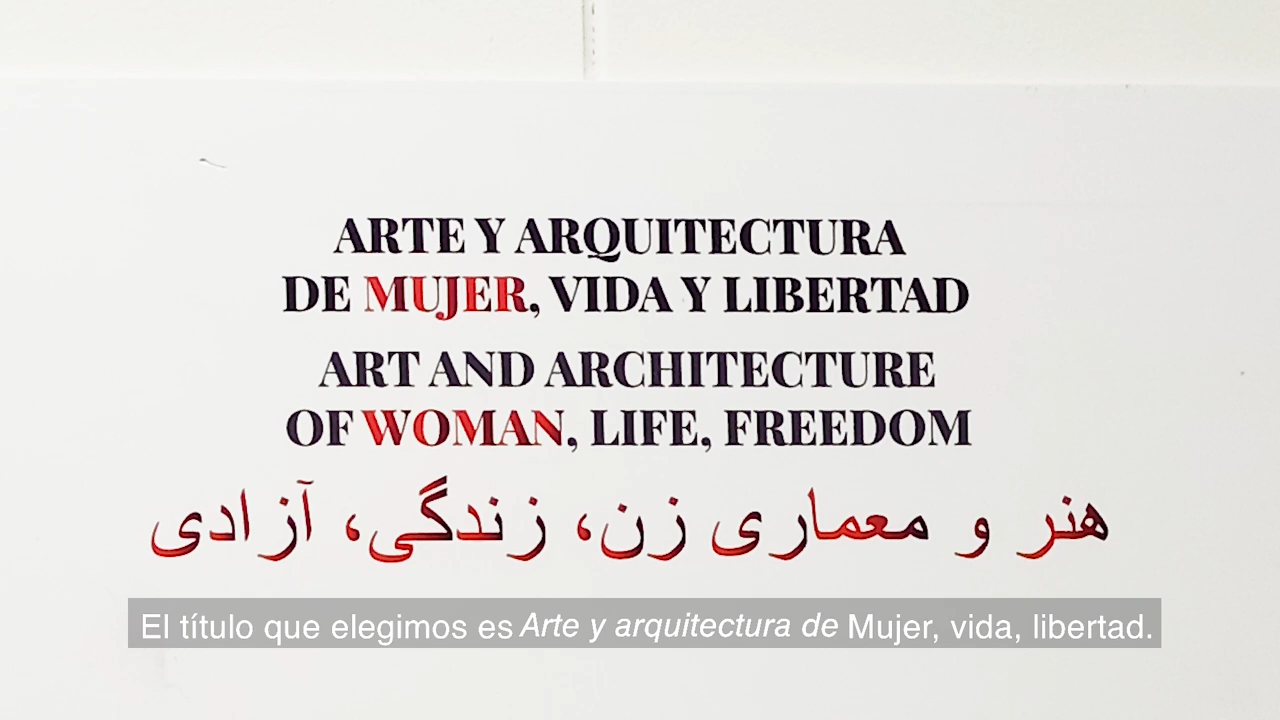 ARTE Y ARQUITECTURA
DE MUJER, VIDA Y LIBERTAD
ART AND ARCHITECTURE
OF WOMAN, LIFE, FREEDOM
هنر و معماری زن، زندگی، آزادی
El título que elegimos es Arte y arquitectura de Mujer, vida, libertad.